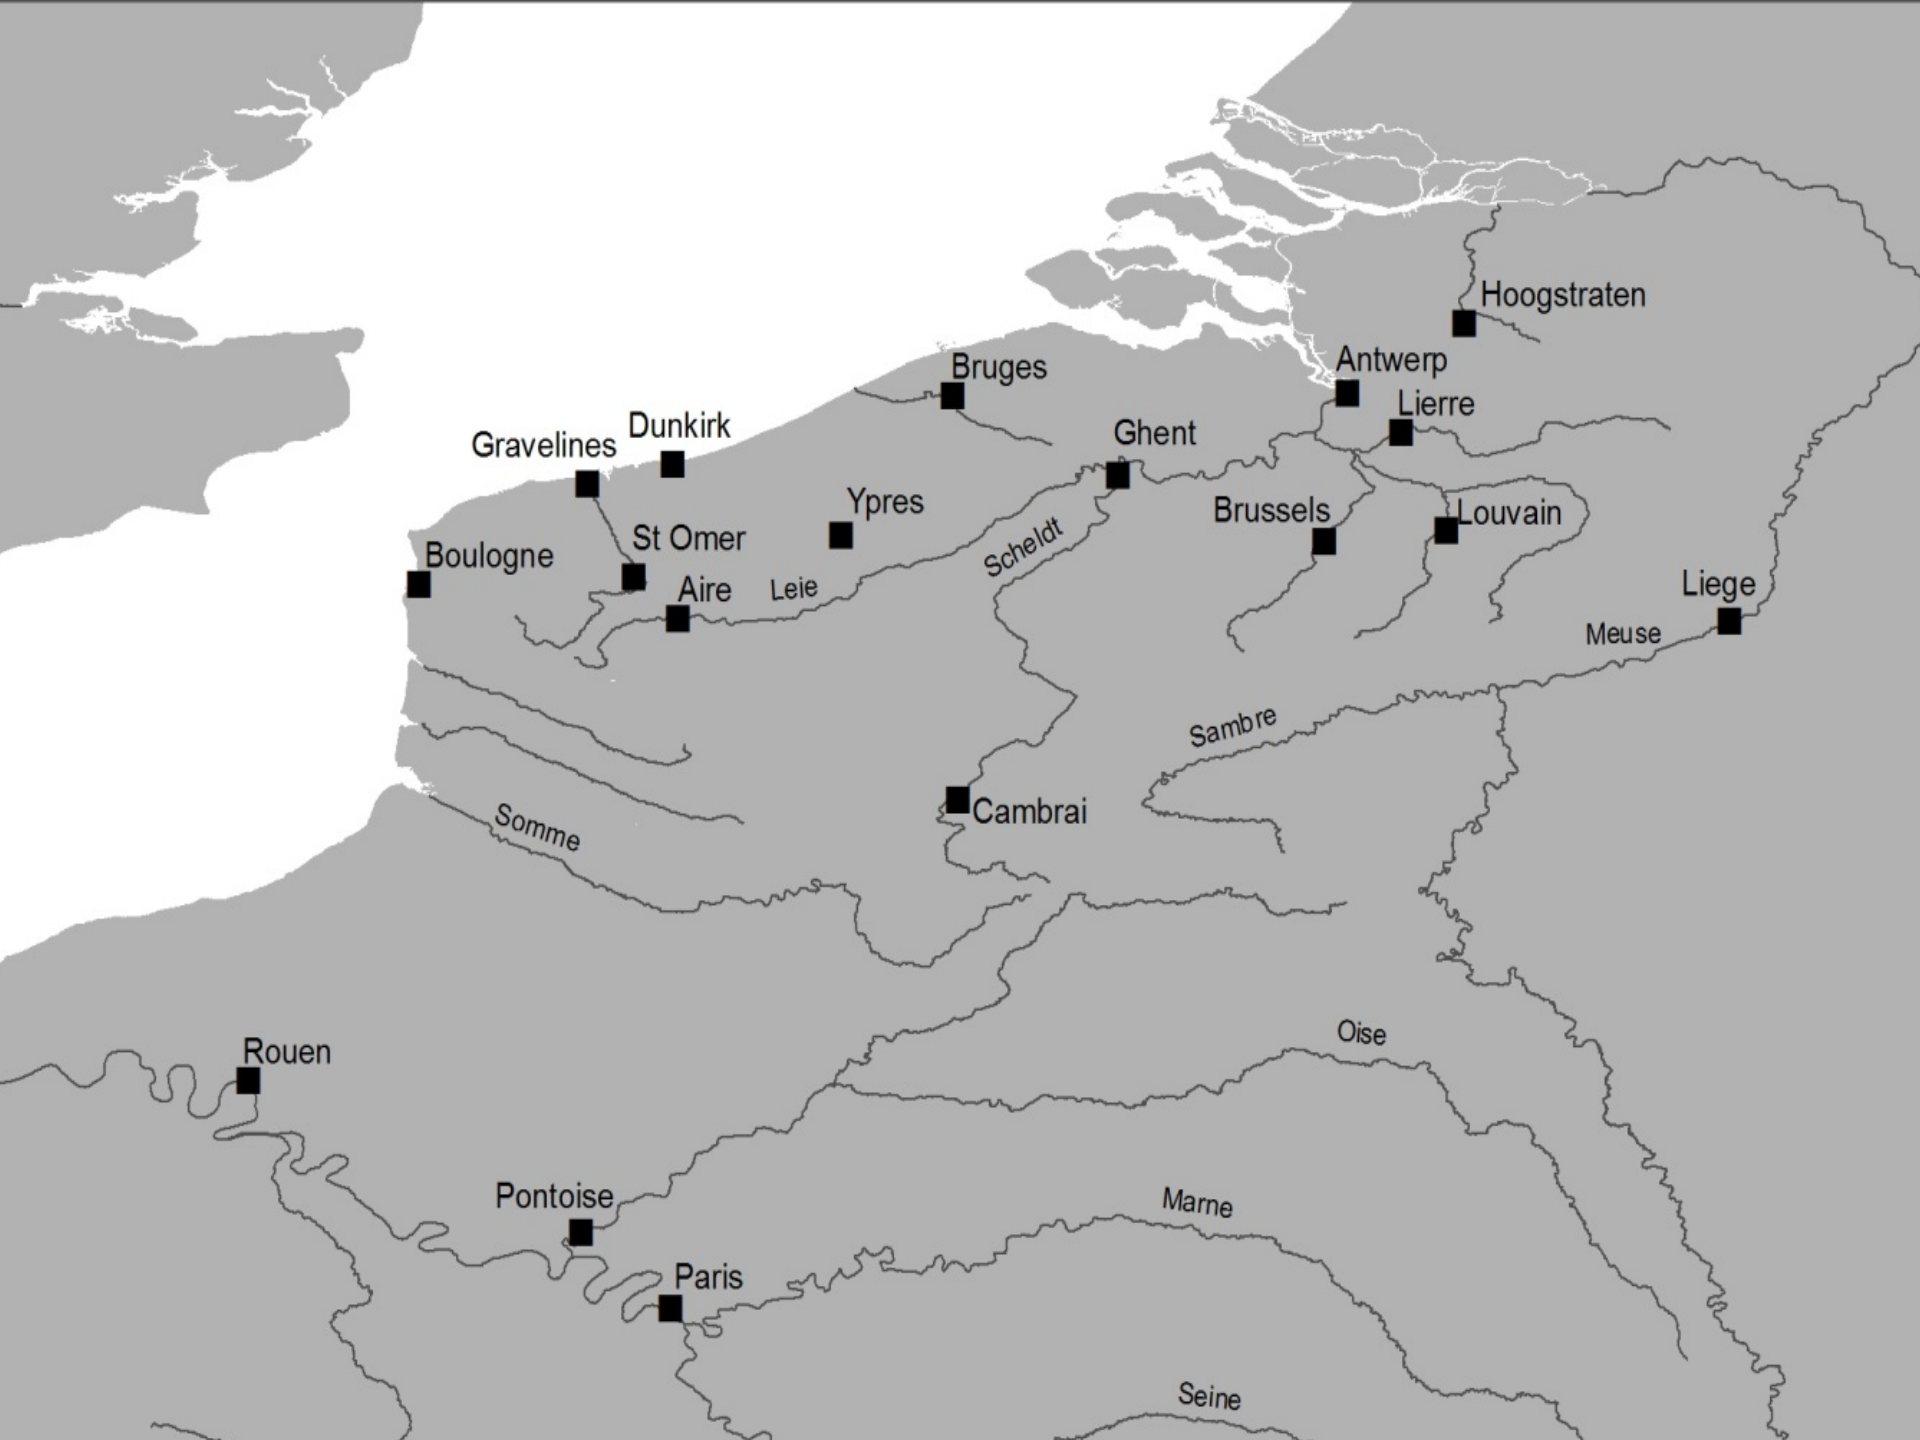 Hoogstraten
Bruges
Antwerp
Lierre
Dunkirk
Gravelines
Ghent
Ypres
Brussels
Louvain
St Omer
Scheldt
Boulogne
Aire
Leie
Liege
Meuse
Sambre
Cambrai
Somme
Oise
Rouen
Pontoise
Marne
Paris
Seine